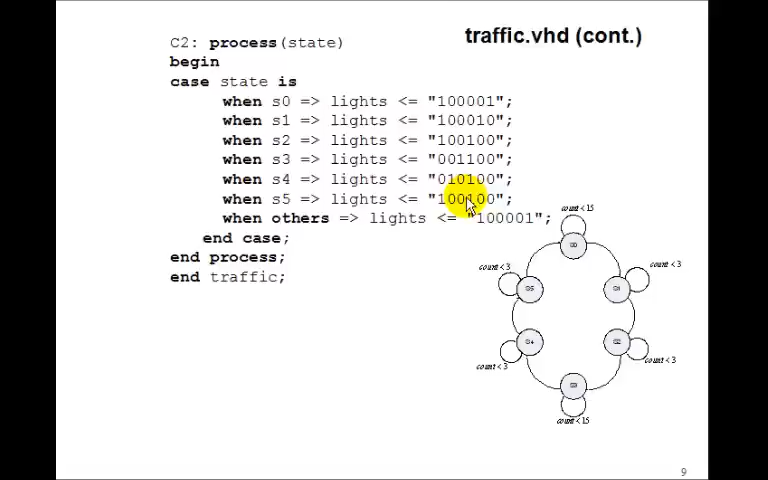 traffic.vhd (cont.)
C2: process(state)
begin
case state is
when s0 => lights <= "100001";
when s1 => lights <= "100010";
when s2 => lights <= "100100";
when s3 => lights <= "001100";
when s4 => lights <= "010100";
when s5 => lights <= "100100";
when others => lights <= "100001";
end case;
end process;
end traffic;
count < 15
count < 3
count < 3
count < 3
count < 3
count < 15
9